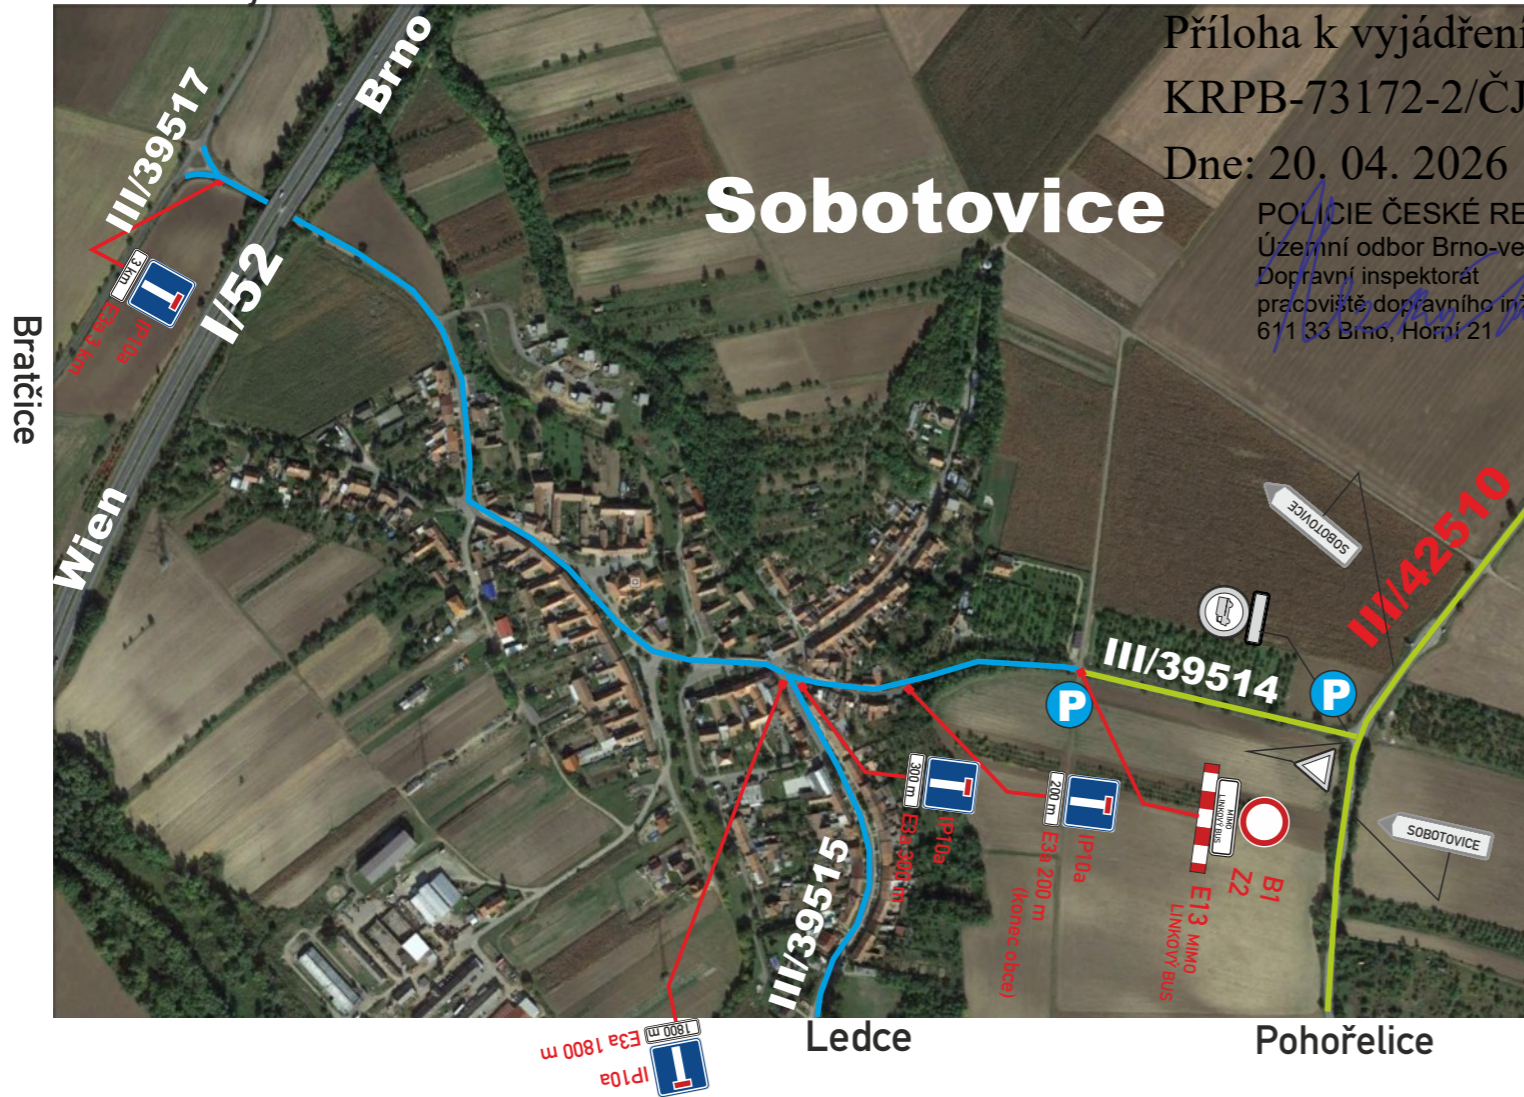 Příloha k vyjádření
KRPB-73172-2/ČJ
Dne: 20. 04. 2026
POLICIE ČESKÉ RE
Územní odbor Brno-ve
Dopravní inspektorát
pracoviště dopravního inž
611 33 Brno, Horní 21
Sobotovice
Brno
III/39517
I/52
Wien
Bratčice
3 km
E3a 3 km
IP10a
SOBOTOVICE
III/42510
III/39514
P
P
300 m
E3a 300 m
IP10a
200 m
E3a 200 m
(konec obce)
IP10a
MIMO
LINKOVÝ BUS
B1
Z2
E13 MIMO
LINKOVÝ BUS
SOBOTOVICE
III/39515
1800 m
E3a 1800 m
IP10a
Ledce
Pohořelice